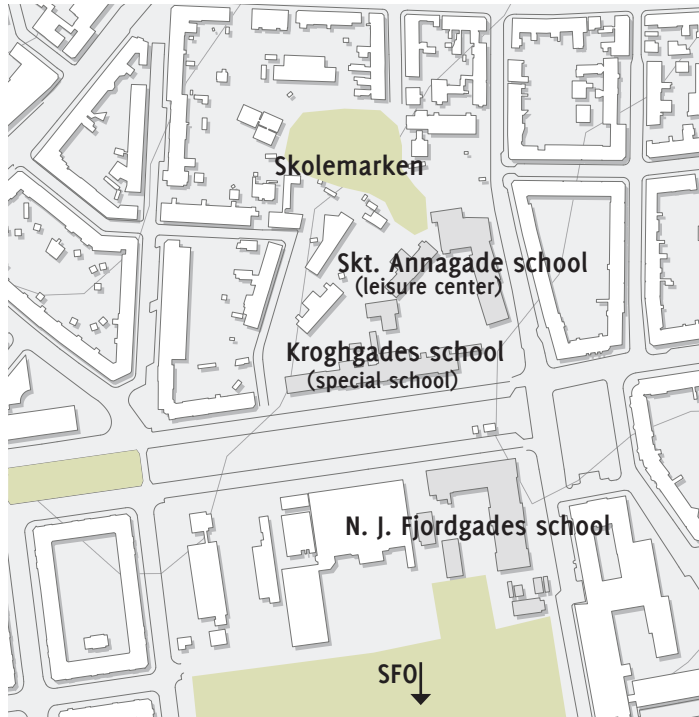 Skolemarken
Skt. Annagade school
(leisure center)
Kroghgades school
(special school)
N. J. Fjordgades school
SFO